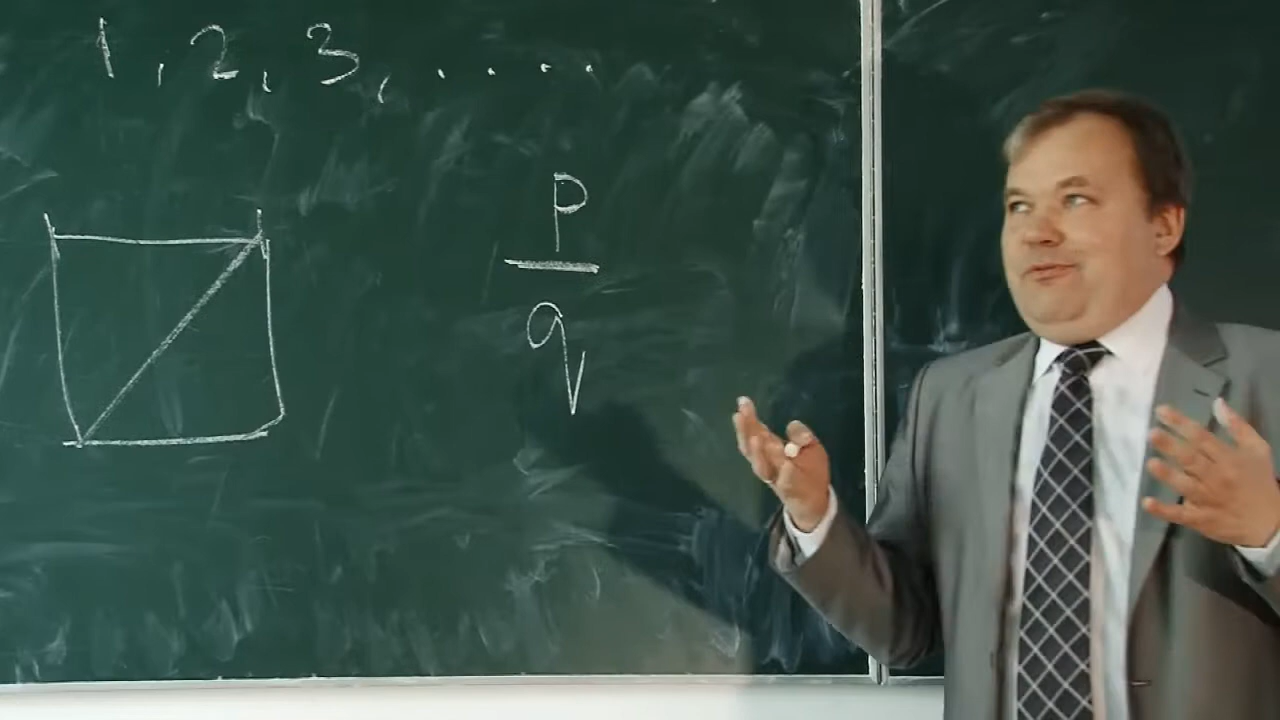 1, 2, 3, ....
p
q